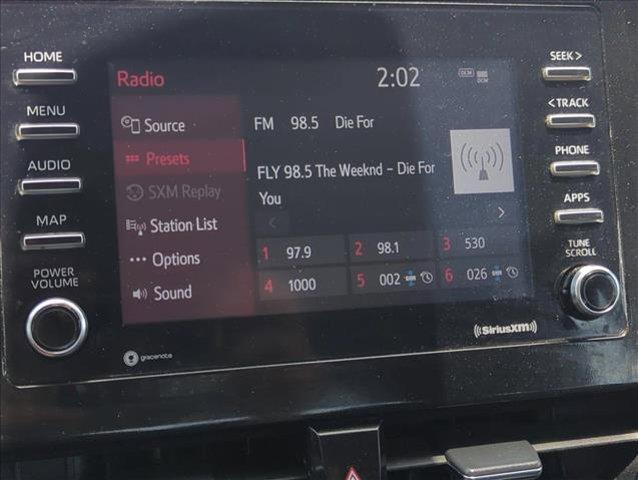 HOME
MENU
AUDIO
MAP
POWER
VOLUME
Radio
2:02
DCM
DCM
Source
Presets
SXM Replay
Station List
Options
Sound
FM 98.5 Die For
FLY 98.5 The Weeknd - Die For
You
< >
1 97.9 2 98.1 3 530
4 1000 5 002 6 026
SEEK >
< TRACK
PHONE
APPS
TUNE
SCROLL
gracenote
((SiriusXM))